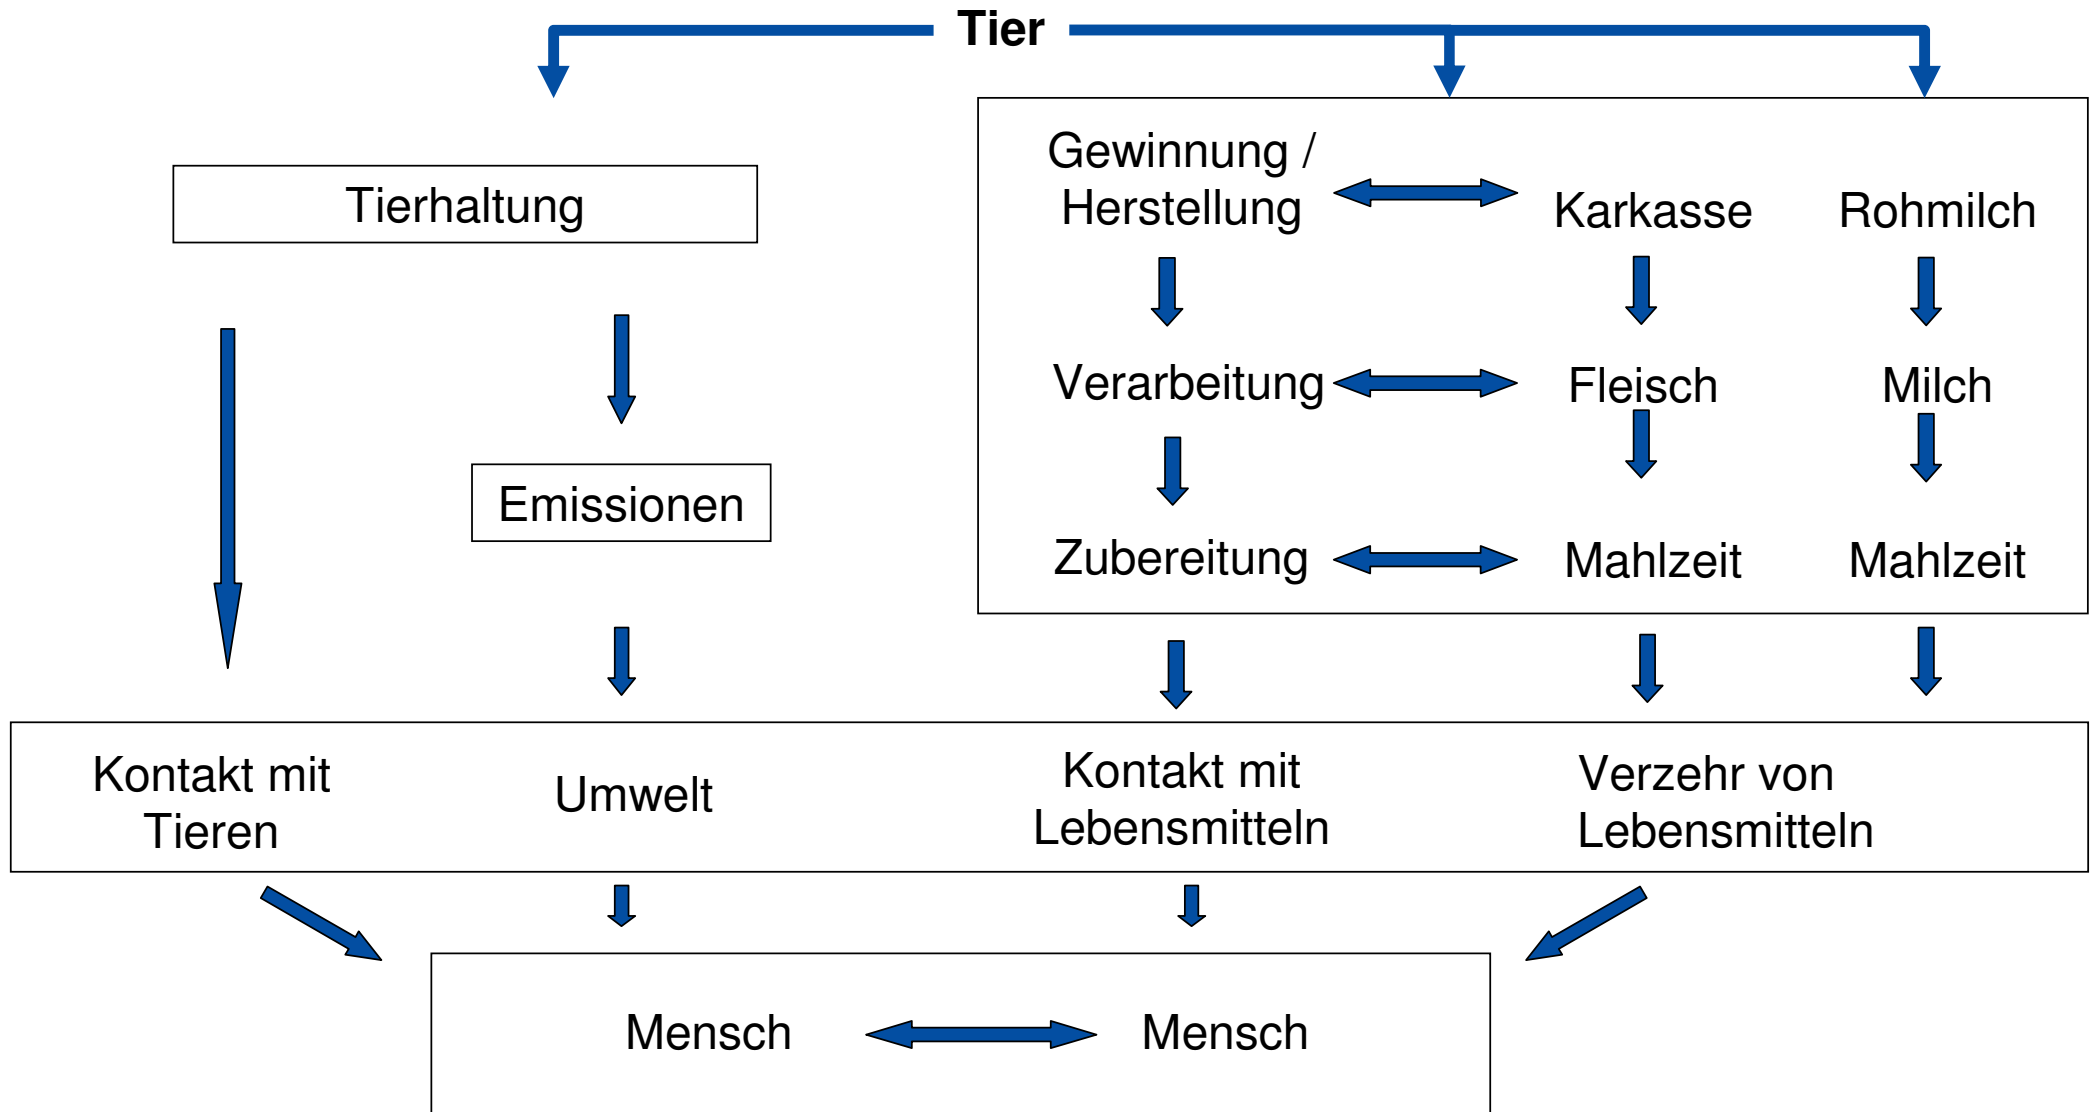 Tier
Tierhaltung
Gewinnung /
Herstellung
Karkasse
Rohmilch
Verarbeitung
Fleisch
Milch
Emissionen
Zubereitung
Mahlzeit
Mahlzeit
Kontakt mit
Tieren
Umwelt
Kontakt mit
Lebensmitteln
Verzehr von
Lebensmitteln
Mensch
Mensch